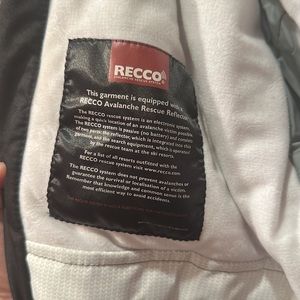 RECCO
This garment is equipped with a
RECCO Avalanche Rescue Reflector
The RECCO rescue system is an electronic system,
making a quick location of an avalanche victim possible.
The RECCO system is passive (no battery) and consists
of two parts: the reflector, which is integrated into this
garment, and the search equipment, which is operated
by the rescue team at the ski resorts.
For a list of all resorts outfitted with the
RECCO rescue system visit www.recco.com
The RECCO system does not prevent avalanches or
guarantee the survival or localisation of a victim.
Remember that knowledge and common sense is the
most efficient way to avoid accidents.